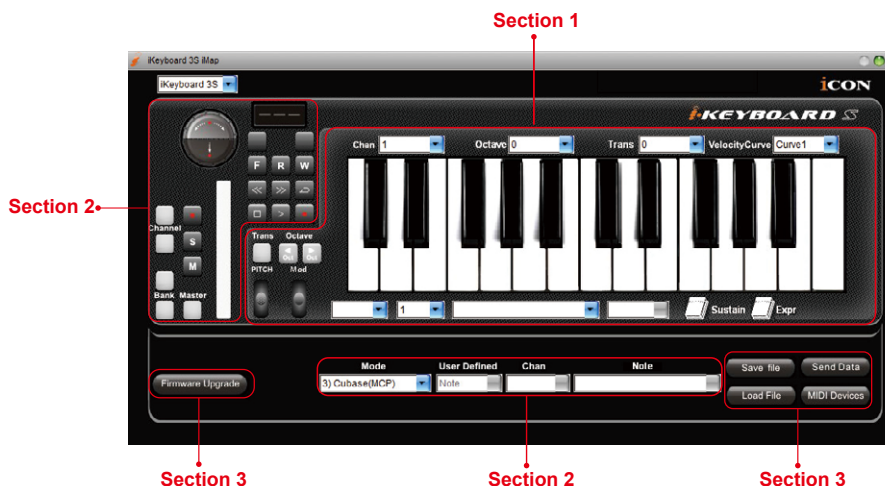 Section 1
iKeyboard 3S iMap
iKeyboard 3S
iCON
i-KEYBOARD S
- - -
Chan 1 Octave 0 Trans 0 VelocityCurve Curve1
F R W
<< >>
Section 2
Channel
S
M
Trans Octave
Oct Oct
PITCH Mod
Bank Master
1
Sustain Expr
Mode User Defined Chan Note
3) Cubase(MCP) Note
Firmware Upgrade
Save file Send Data
Load File MIDI Devices
Section 3 Section 2 Section 3